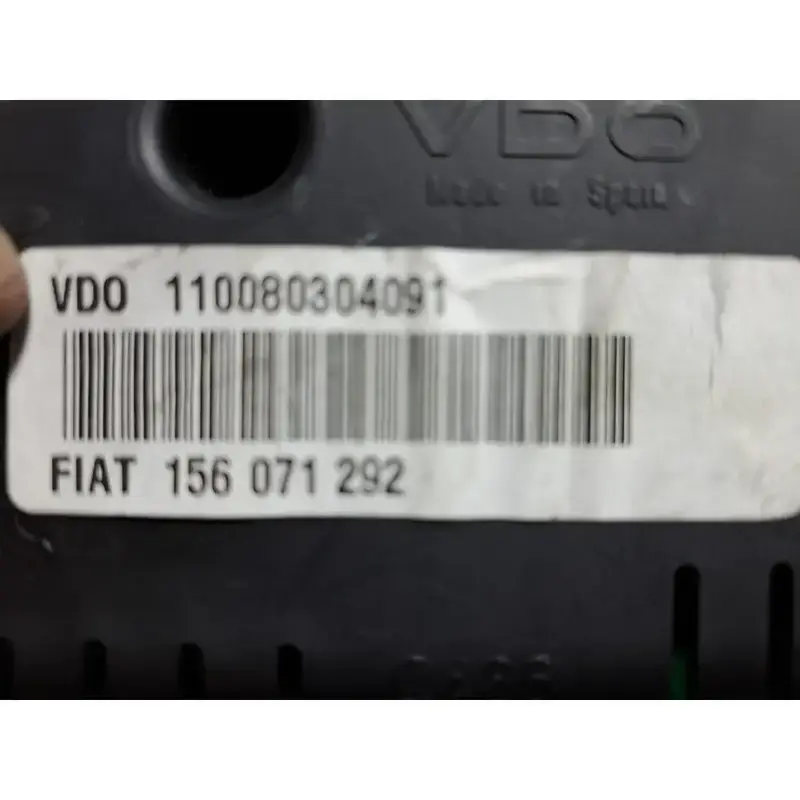 VDO
Made in Spain
VDO 110080304091
FIAT 156 071 292